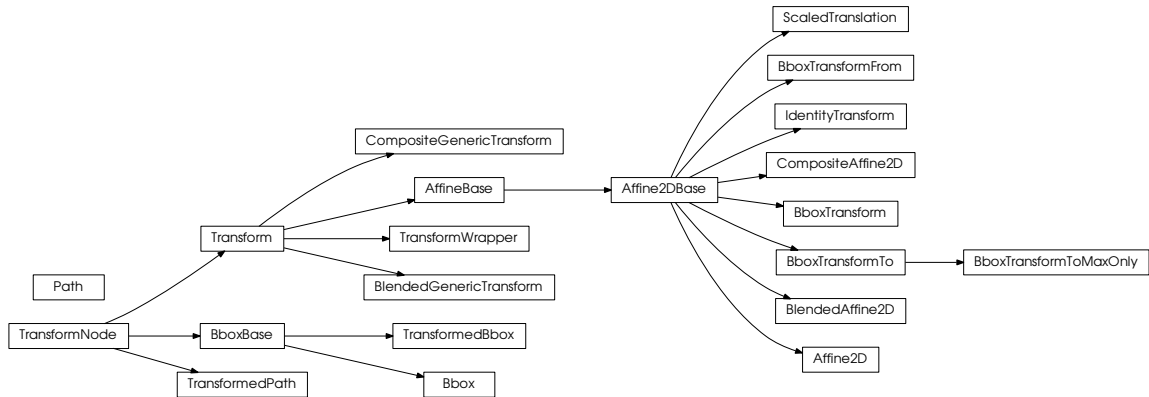 ScaledTranslation
BboxTransformFrom
IdentityTransform
CompositeGenericTransform
CompositeAffine2D
AffineBase
Affine2DBase
BboxTransform
Transform
TransformWrapper
BboxTransformTo
BboxTransformToMaxOnly
Path
BlendedGenericTransform
BlendedAffine2D
TransformNode
BboxBase
TransformedBbox
Affine2D
TransformedPath
Bbox